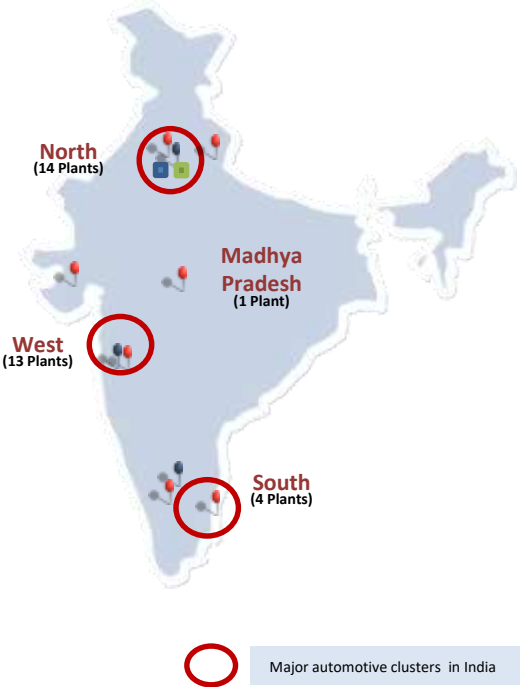 North
(14 Plants)
Madhya
Pradesh
(1 Plant)
West
(13 Plants)
South
(4 Plants)
Major automotive clusters in India